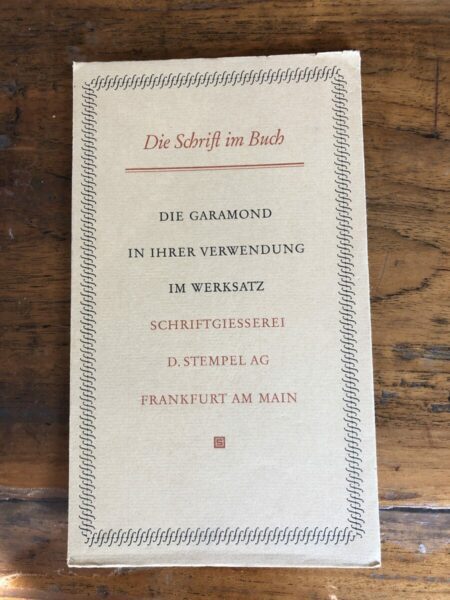 Die Schrift im Buch
DIE GARAMOND
IN IHRER VERWENDUNG
IM WERKSATZ
SCHRIFTGIESSEREI
D. STEMPEL AG
FRANKFURT AM MAIN
S